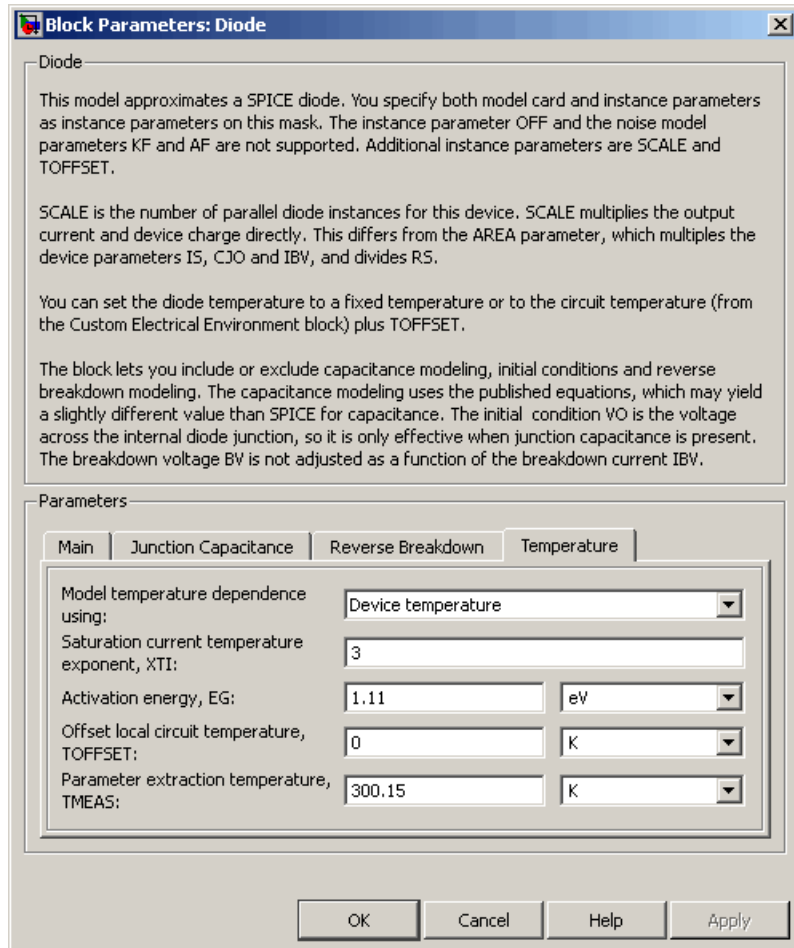 Block Parameters: Diode
Diode
This model approximates a SPICE diode. You specify both model card and instance parameters
as instance parameters on this mask. The instance parameter OFF and the noise model
parameters KF and AF are not supported. Additional instance parameters are SCALE and
TOFFSET.
SCALE is the number of parallel diode instances for this device. SCALE multiplies the output
current and device charge directly. This differs from the AREA parameter, which multiples the
device parameters IS, CJO and IBV, and divides RS.
You can set the diode temperature to a fixed temperature or to the circuit temperature (from
the Custom Electrical Environment block) plus TOFFSET.
The block lets you include or exclude capacitance modeling, initial conditions and reverse
breakdown modeling. The capacitance modeling uses the published equations, which may yield
a slightly different value than SPICE for capacitance. The initial  condition VO is the voltage
across the internal diode junction, so it is only effective when junction capacitance is present.
The breakdown voltage BV is not adjusted as a function of the breakdown current IBV.
Parameters
Main Junction Capacitance Reverse Breakdown Temperature
Model temperature dependence
using:
Device temperature
Saturation current temperature
exponent, XTI:
3
Activation energy, EG: 1.11 eV
Offset local circuit temperature,
TOFFSET:
0 K
Parameter extraction temperature,
TMEAS:
300.15 K
OK Cancel Help Apply